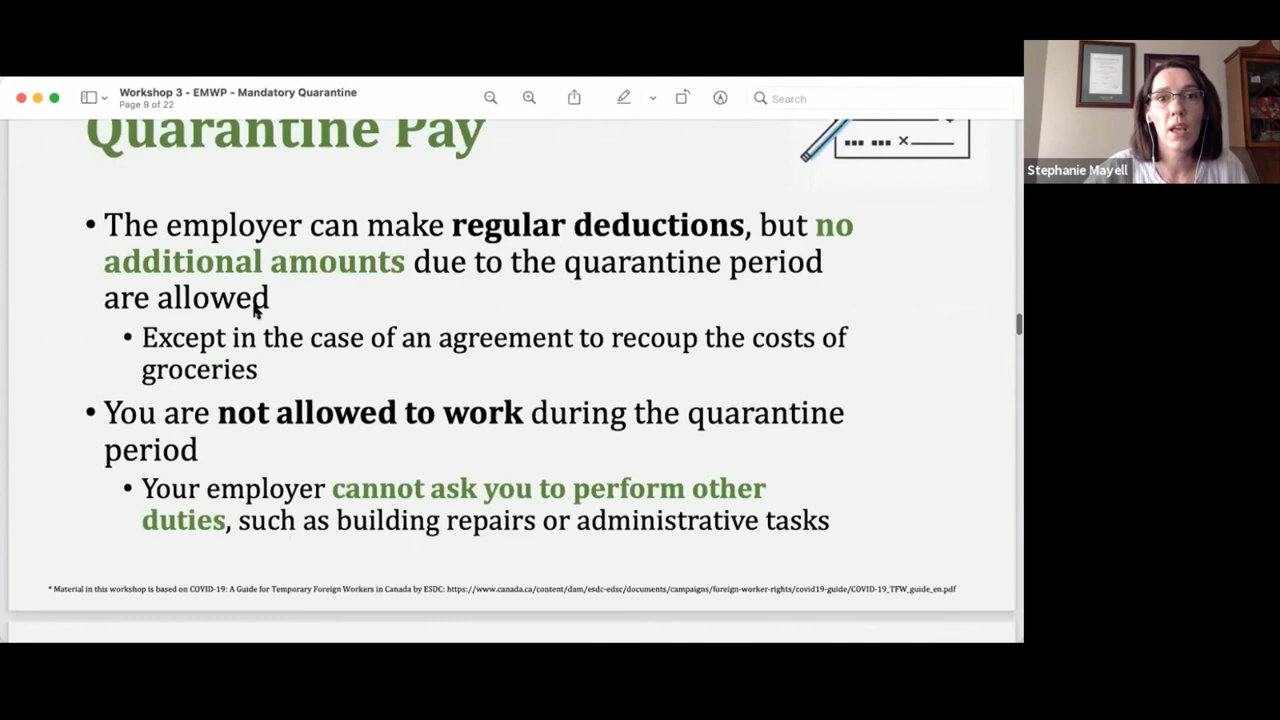 Workshop 3 - EMWP - Mandatory Quarantine
Page 9 of 22
Search
Stephanie Mayell
Quarantine Pay
• The employer can make regular deductions, but no
additional amounts due to the quarantine period
are allowed
• Except in the case of an agreement to recoup the costs of
groceries
• You are not allowed to work during the quarantine
period
• Your employer cannot ask you to perform other
duties, such as building repairs or administrative tasks
* Material in this workshop is based on COVID-19: A Guide for Temporary Foreign Workers in Canada by ESDC: https://www.canada.ca/content/dam/esdc-edsc/documents/campaigns/foreign-worker-rights/covid19-guide/COVID-19_TFW_guide_en.pdf